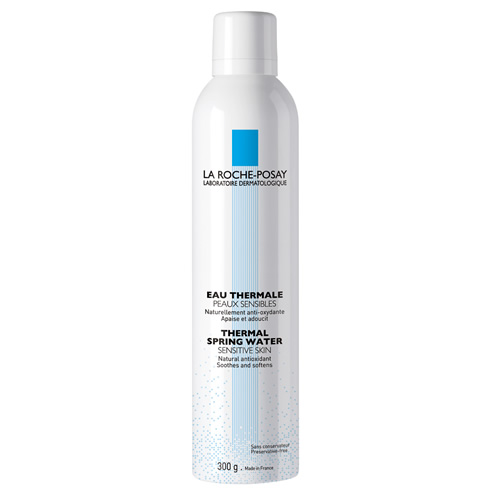 LA ROCHE-POSAY
LABORATOIRE DERMATOLOGIQUE
EAU THERMALE
PEAUX SENSIBLES
Naturellement anti-oxydante
Apaise et adoucit
THERMAL
SPRING WATER
SENSITIVE SKIN
Natural antioxidant
Soothes and softens
Sans conservateur
Preservative-free
300 g. Made in France